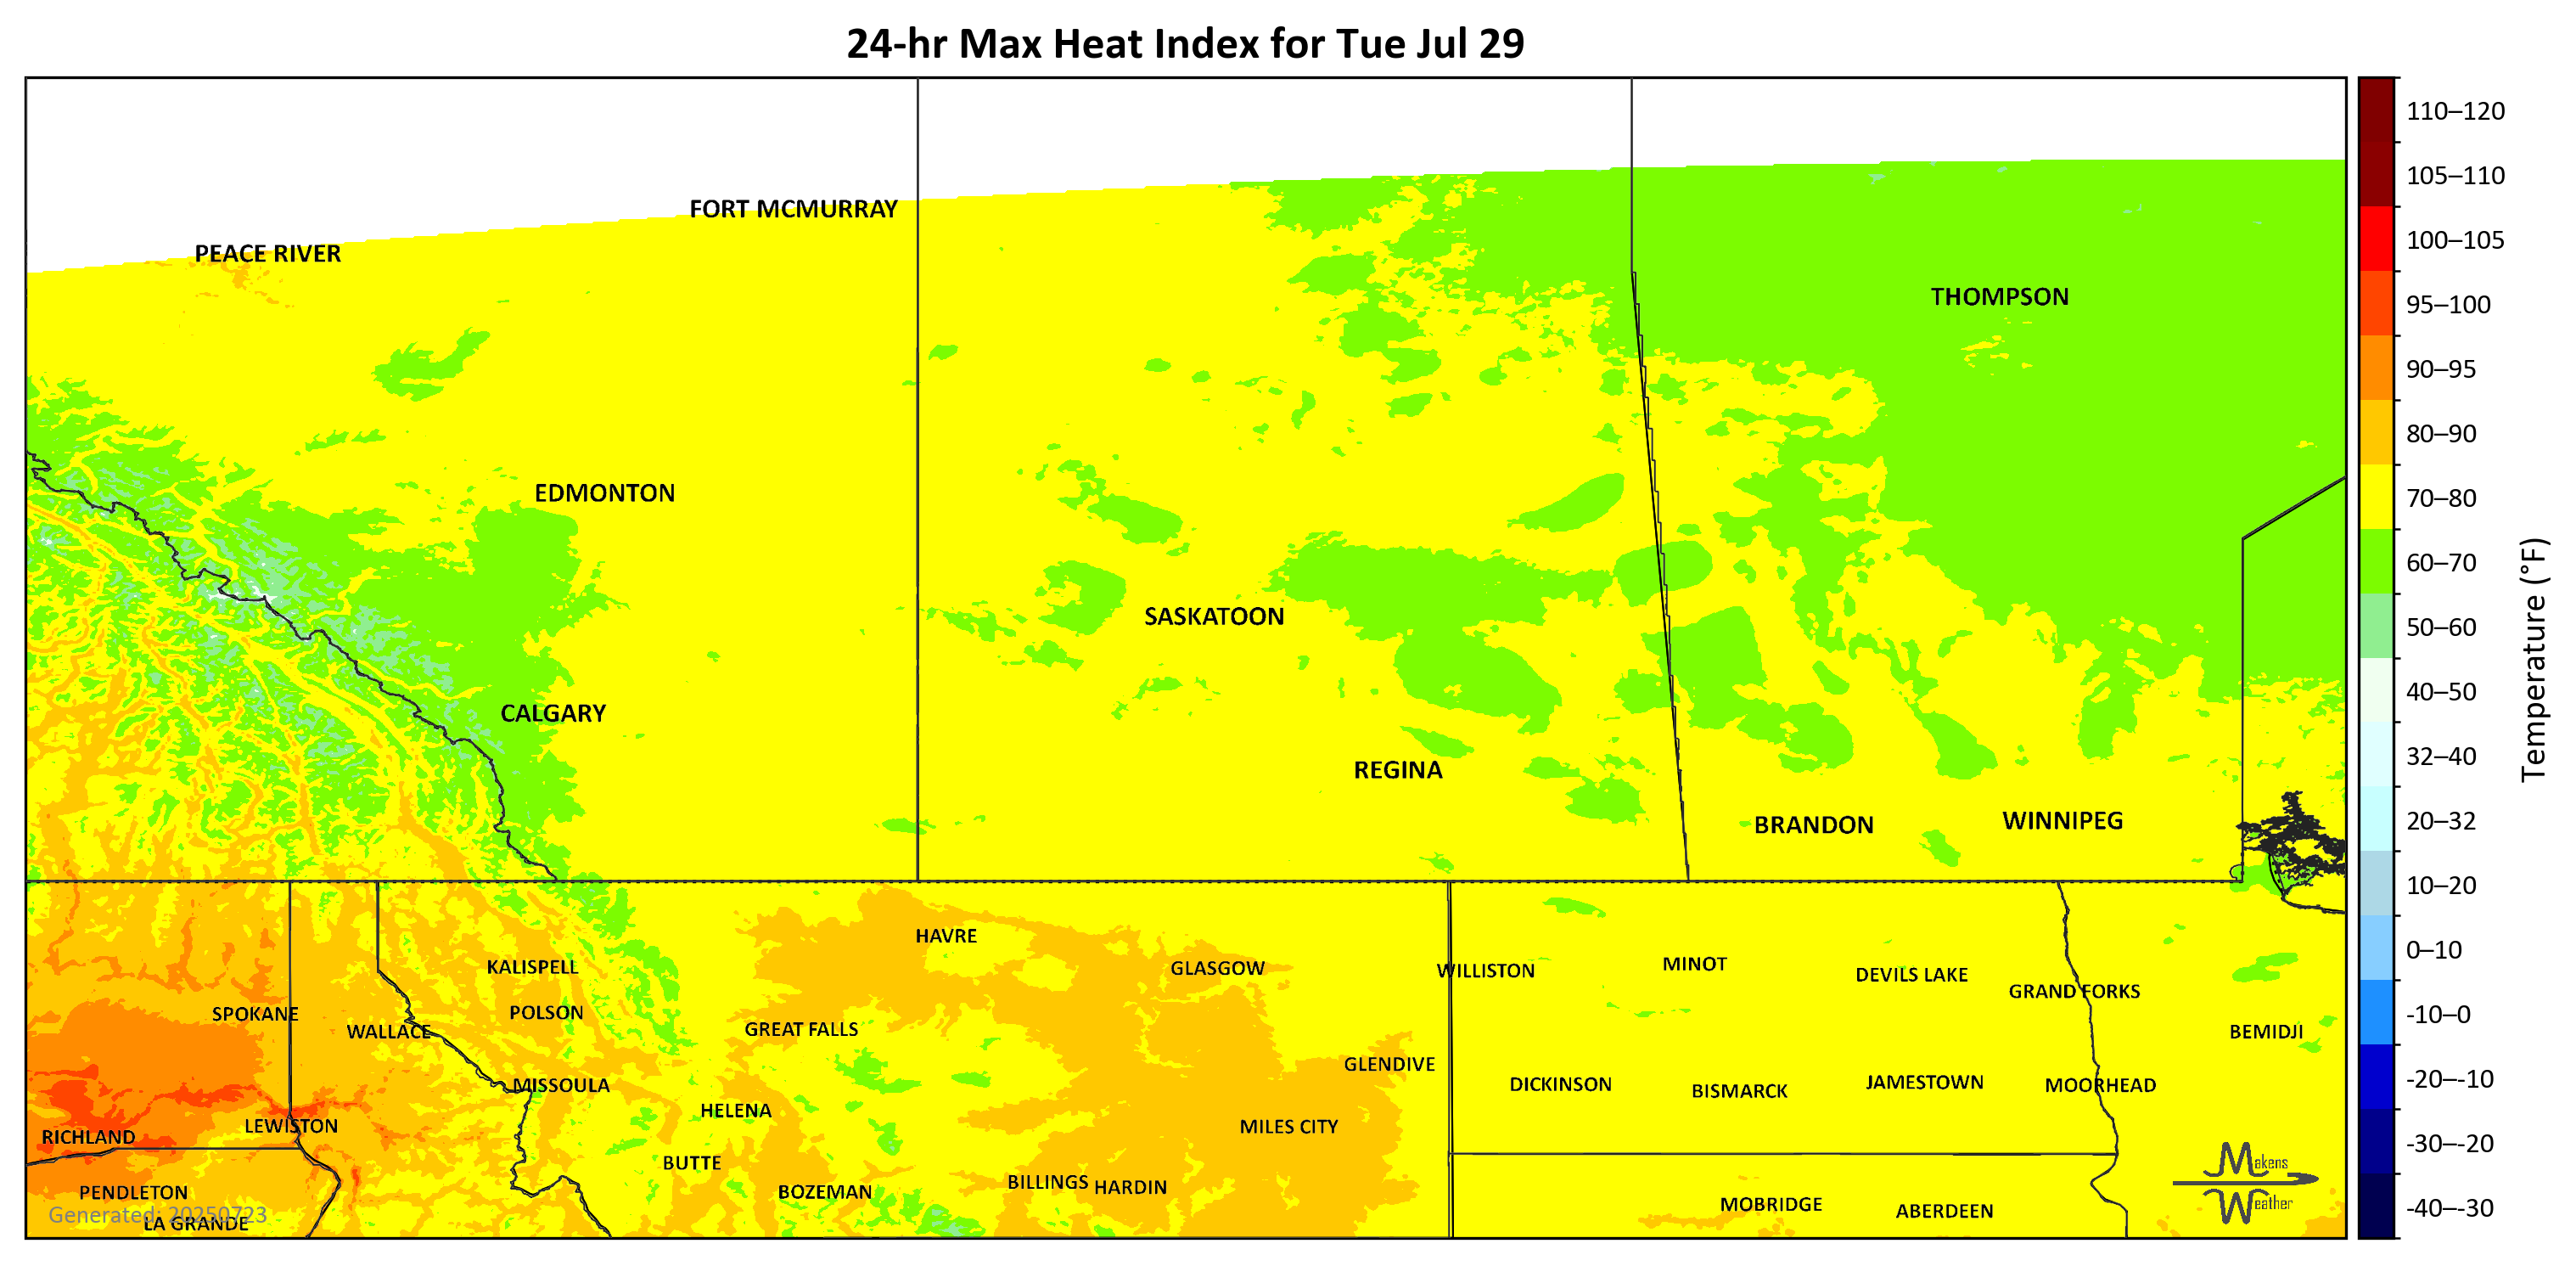 24-hr Max Heat Index for Tue Jul 29
110–120
105–110
FORT MCMURRAY
100–105
PEACE RIVER
THOMPSON
95–100
90–95
80–90
EDMONTON
70–80
60–70
SASKATOON
50–60
Temperature (°F)
40–50
CALGARY
32–40
REGINA
20–32
BRANDON
WINNIPEG
10–20
HAVRE
0–10
KALISPELL
GLASGOW
WILLISTON
MINOT
DEVILS LAKE
GRAND FORKS
SPOKANE
POLSON
-10–0
WALLACE
GREAT FALLS
BEMIDJI
GLENDIVE
-20–-10
MISSOULA
DICKINSON
BISMARCK
JAMESTOWN
MOORHEAD
HELENA
LEWISTON
MILES CITY
RICHLAND
-30–-20
BUTTE
Makens
Weather
PENDLETON
BOZEMAN
BILLINGS
HARDIN
MOBRIDGE
ABERDEEN
-40–-30
Generated: 20250723
LA GRANDE